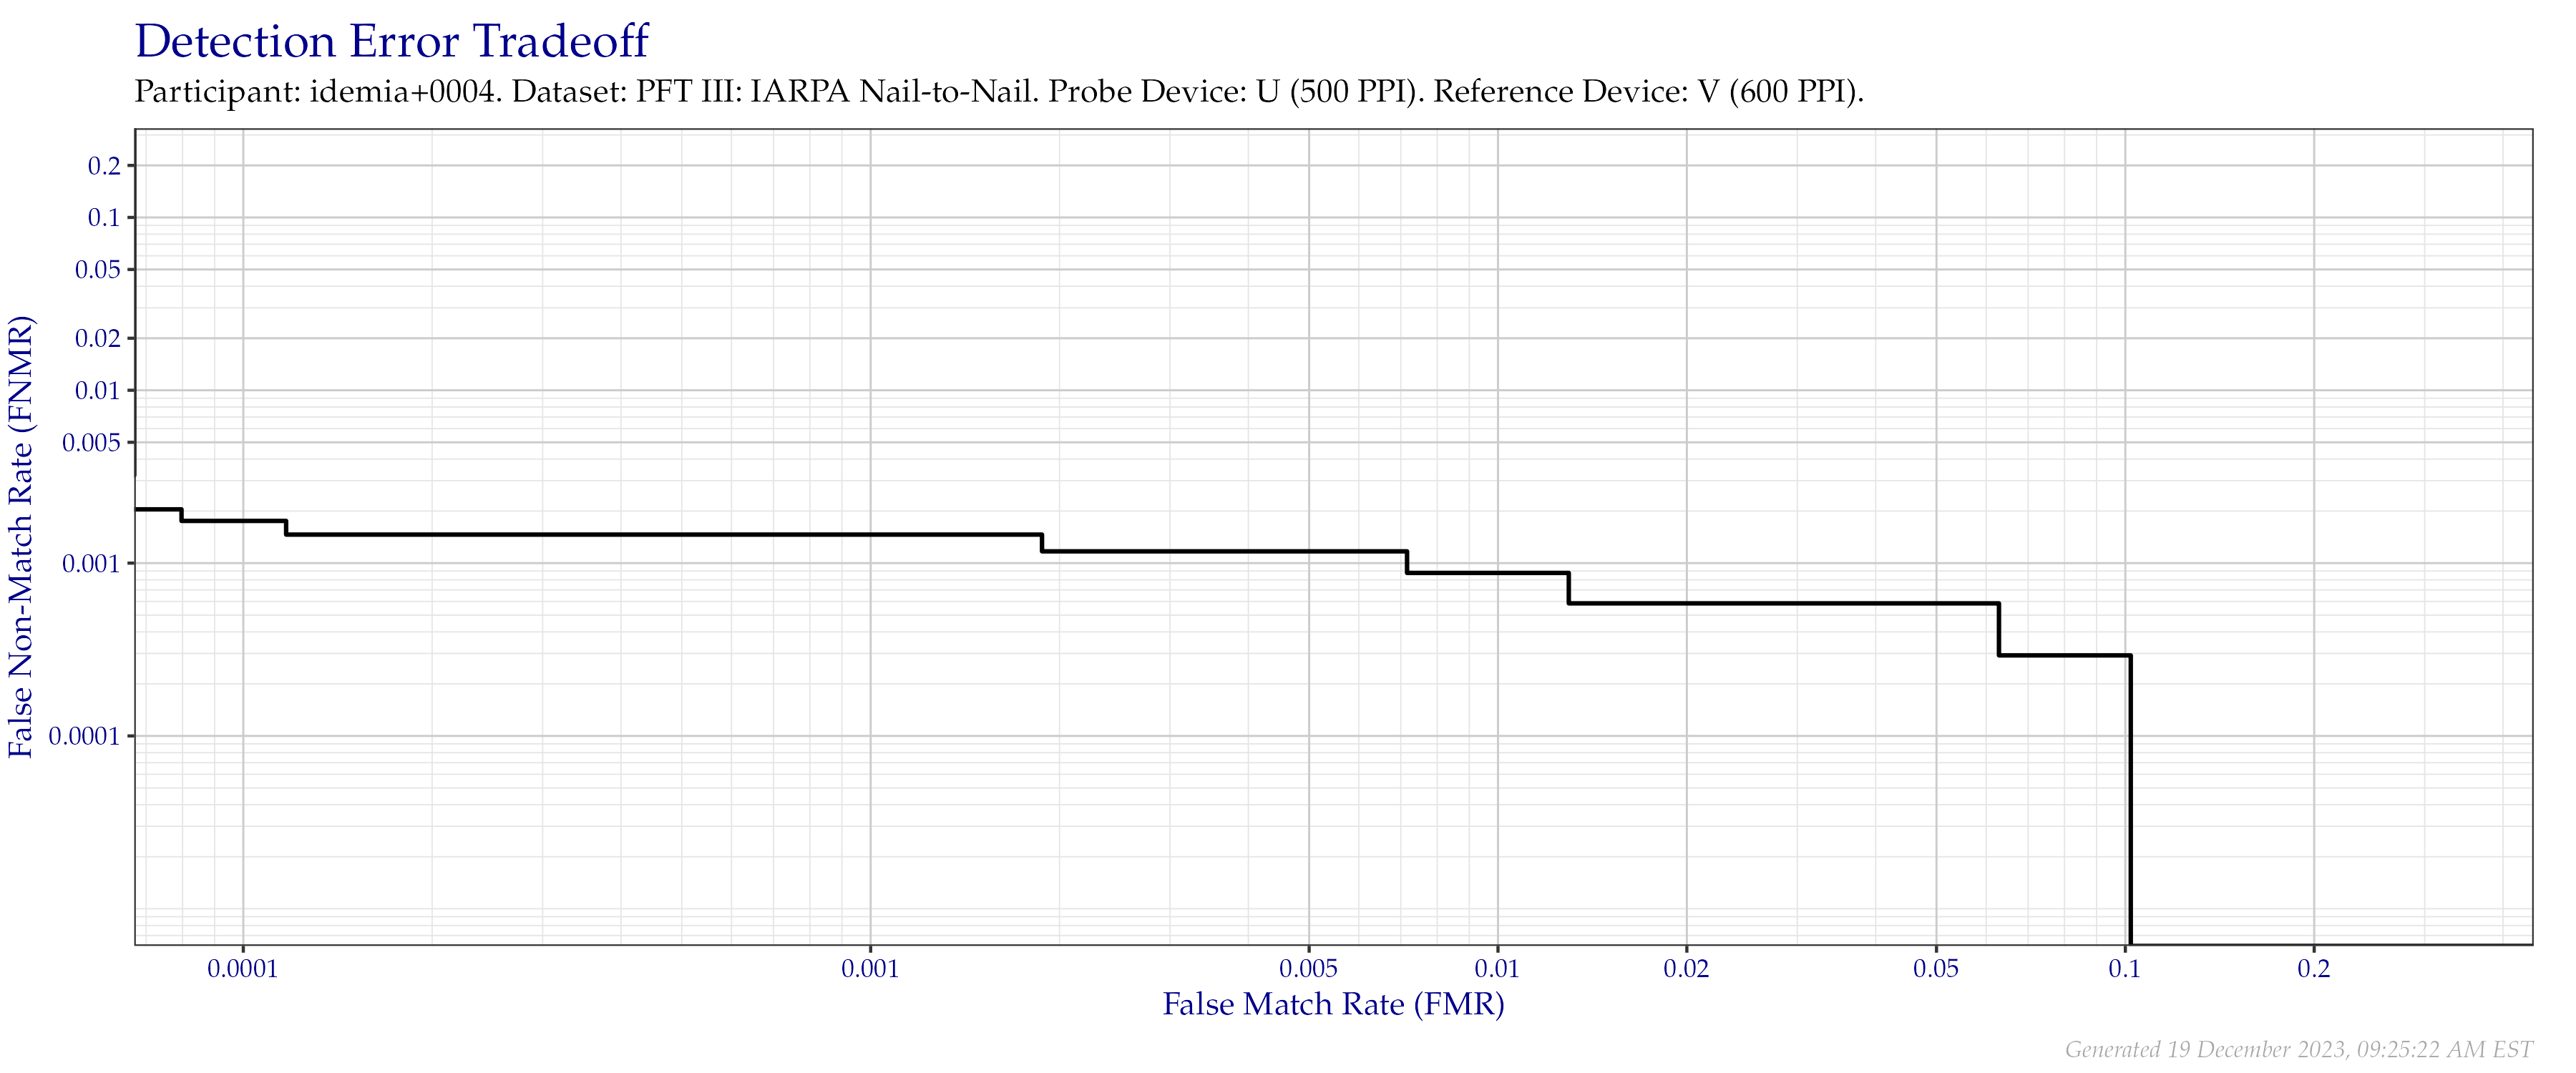 Detection Error Tradeoff
Participant: idemia+0004. Dataset: PFT III: IARPA Nail-to-Nail. Probe Device: U (500 PPI). Reference Device: V (600 PPI).
False Non-Match Rate (FNMR)
0.2
0.1
0.05
0.02
0.01
0.005
0.001
0.0001
0.0001 0.001 0.005 0.01 0.02 0.05 0.1 0.2
False Match Rate (FMR)
Generated 19 December 2023, 09:25:22 AM EST